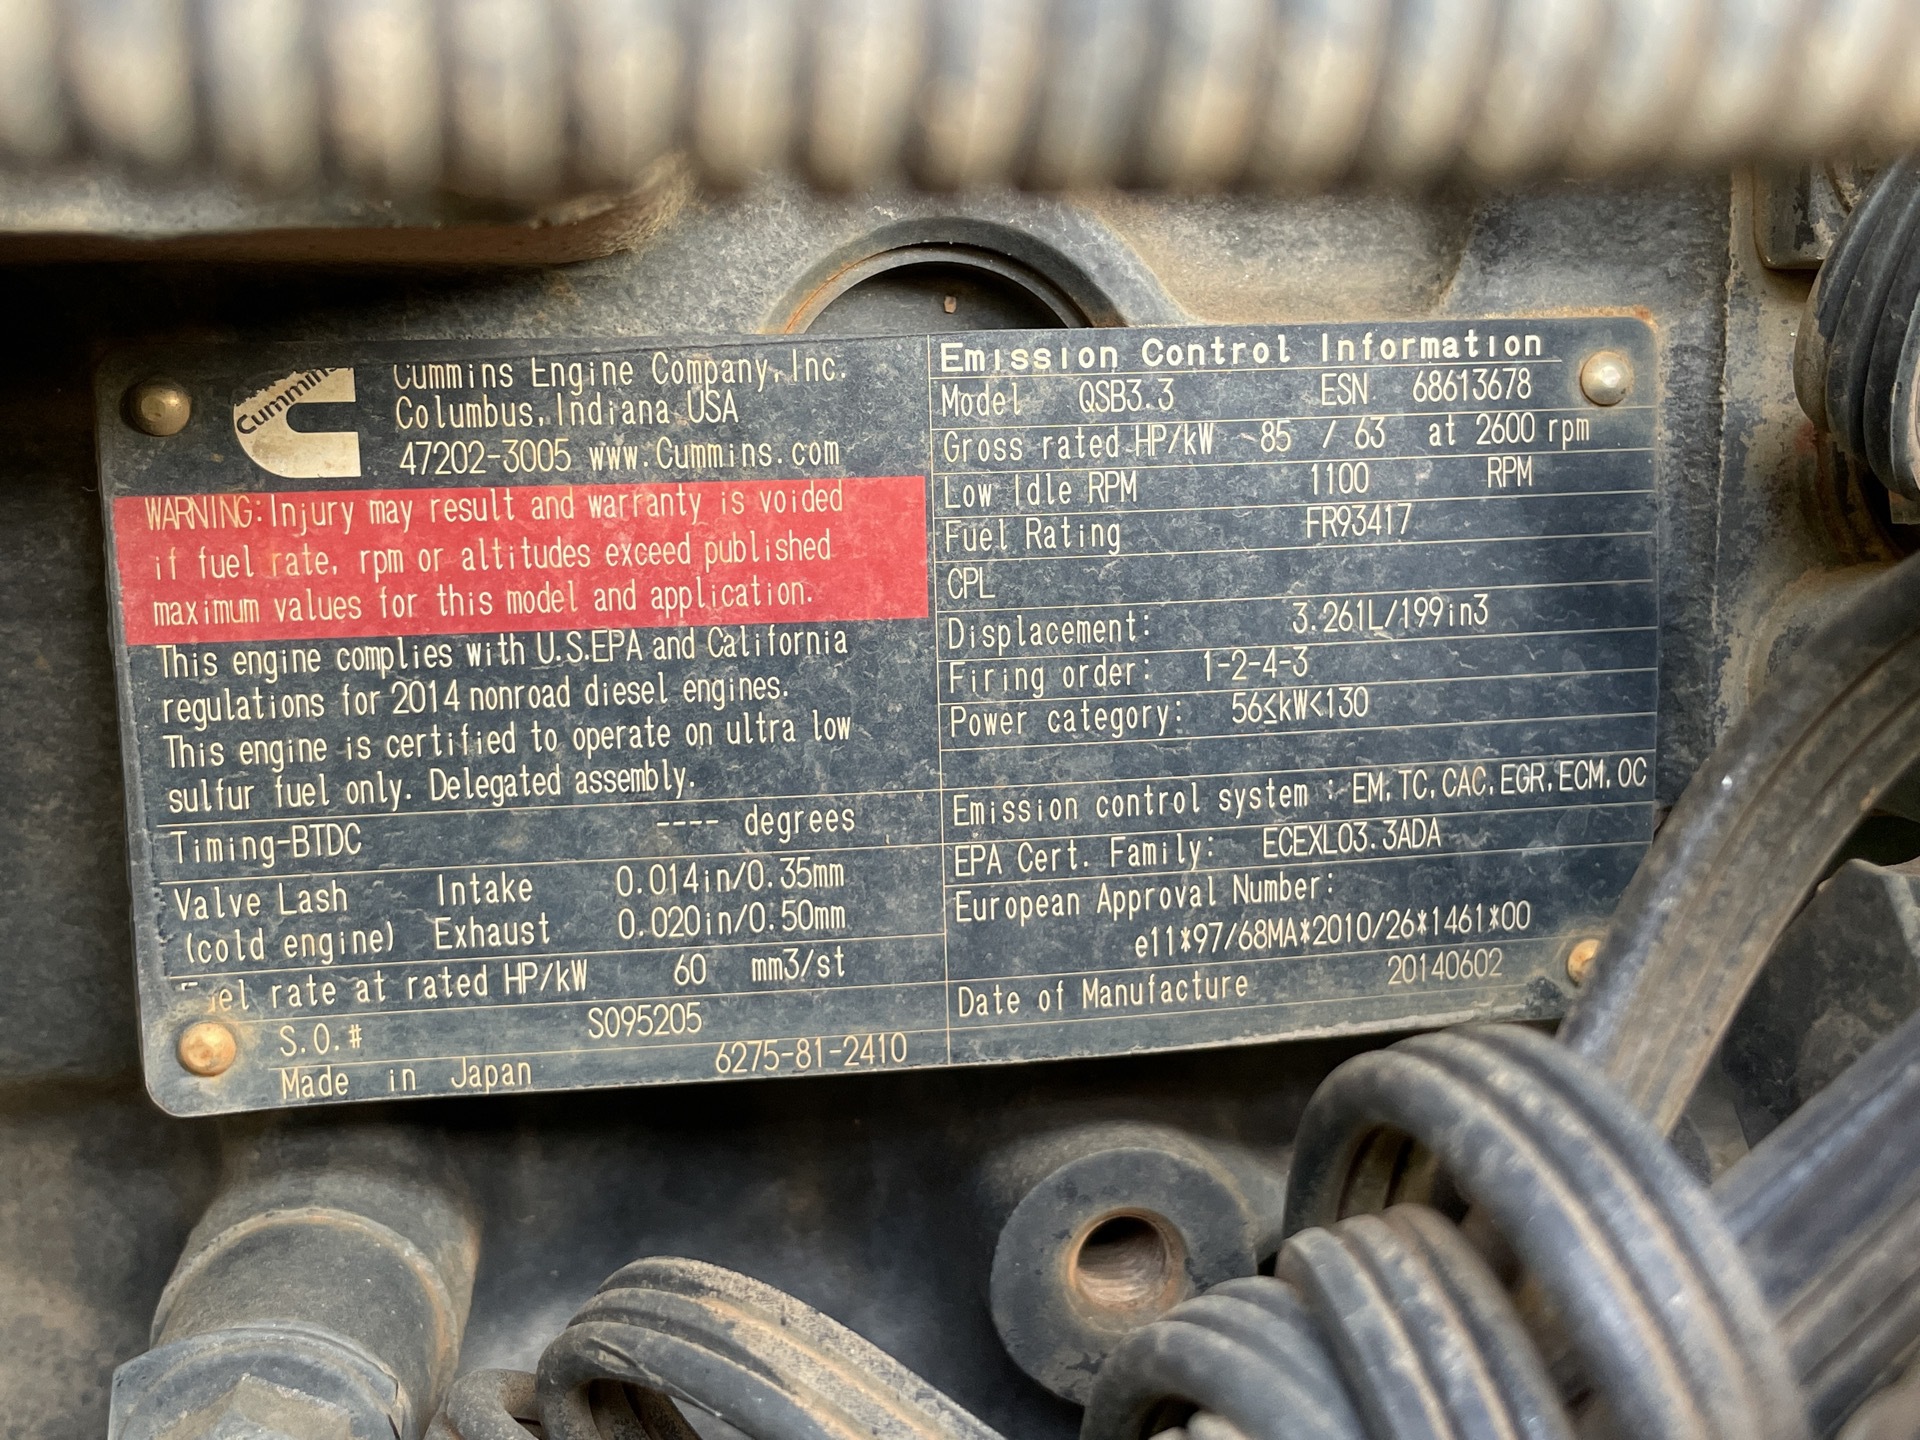 Cummins
Cummins Engine Company, Inc.
Columbus, Indiana USA
47202-3005 www.Cummins.com
WARNING: Injury may result and warranty is voided
if fuel rate, rpm or altitudes exceed published
maximum values for this model and application.
This engine complies with U.S.EPA and California
regulations for 2014 nonroad diesel engines.
This engine is certified to operate on ultra low
sulfur fuel only. Delegated assembly.
Timing-BTDC ---- degrees
Valve Lash Intake 0.014in/0.35mm
(cold engine) Exhaust 0.020in/0.50mm
Fuel rate at rated HP/kW 60 mm3/st
S.O.# S095205
Made in Japan 6275-81-2410
Emission Control Information
Model QSB3.3 ESN 68613678
Gross rated HP/kW 85 / 63 at 2600 rpm
Low Idle RPM 1100 RPM
Fuel Rating FR93417
CPL
Displacement: 3.261L/199in3
Firing order: 1-2-4-3
Power category: 56≤kW<130
Emission control system : EM, TC, CAC, EGR, ECM, OC
EPA Cert. Family: ECEXL03.3ADA
European Approval Number:
e11*97/68MA*2010/26*1461*00
Date of Manufacture 20140602